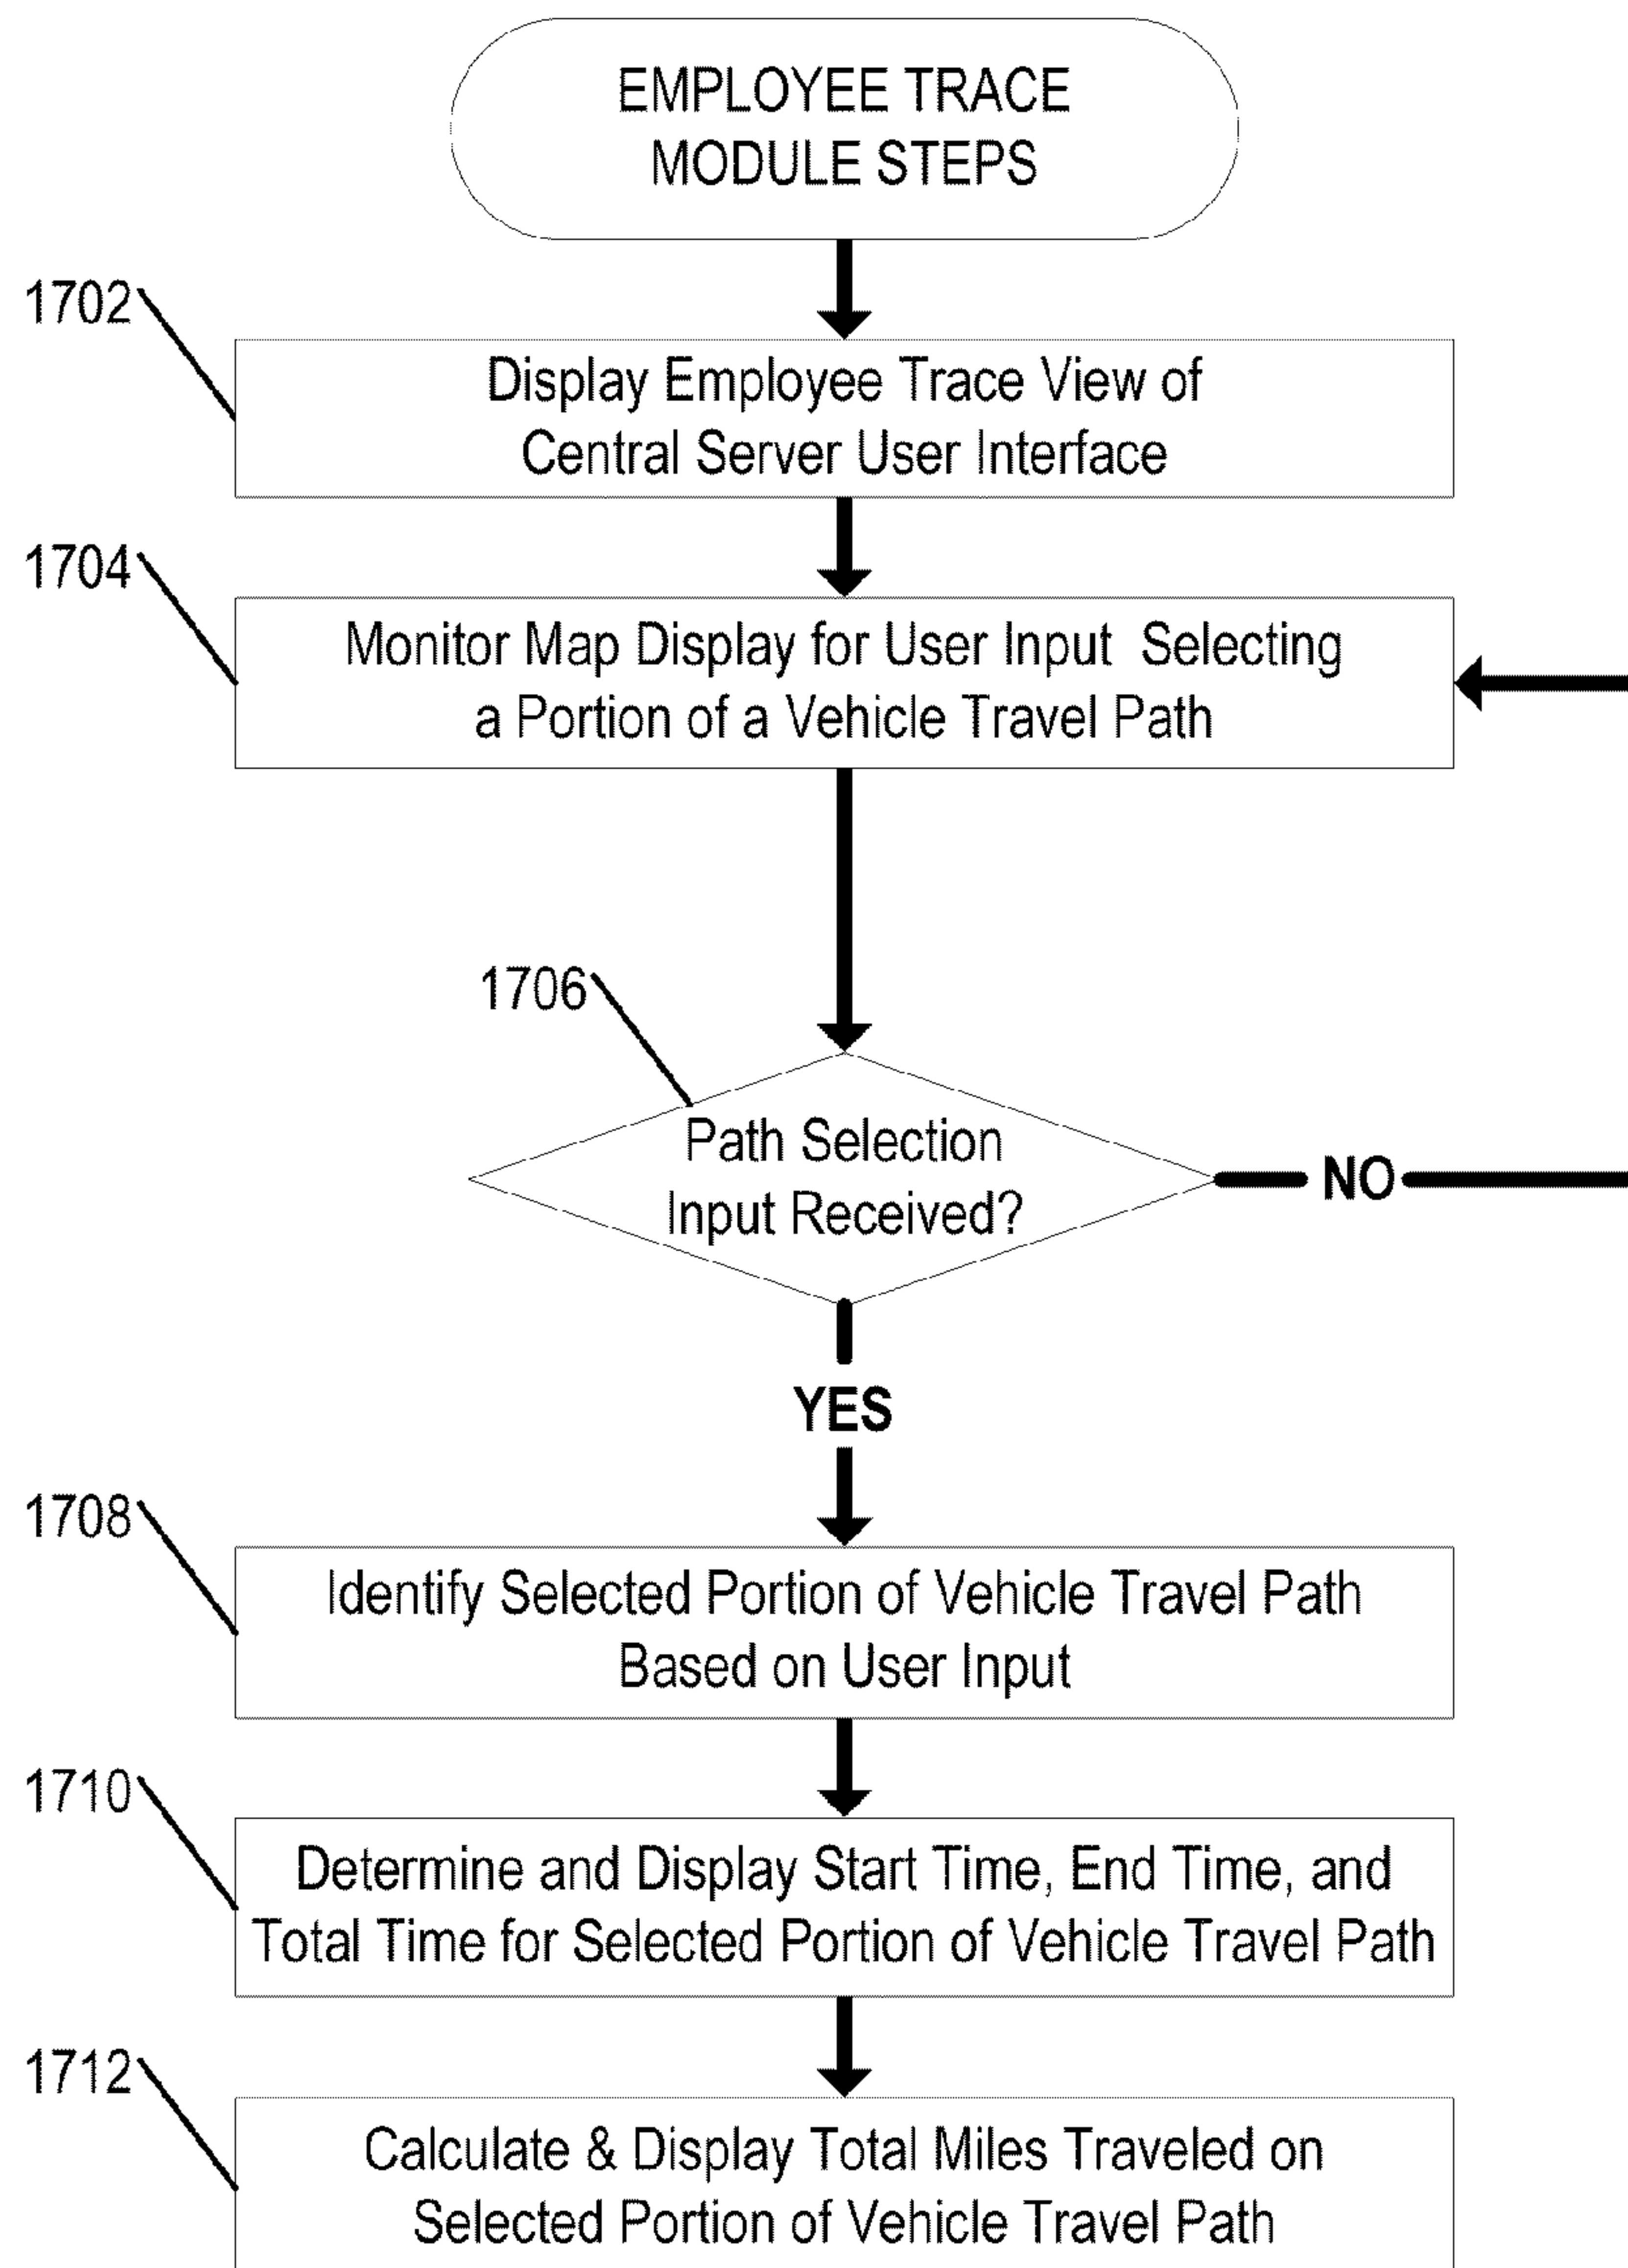 EMPLOYEE TRACE
MODULE STEPS
1702
Display Employee Trace View of
Central Server User Interface
1704
Monitor Map Display for User Input Selecting
a Portion of a Vehicle Travel Path
1706
Path Selection
Input Received?
NO
YES
1708
Identify Selected Portion of Vehicle Travel Path
Based on User Input
1710
Determine and Display Start Time, End Time, and
Total Time for Selected Portion of Vehicle Travel Path
1712
Calculate & Display Total Miles Traveled on
Selected Portion of Vehicle Travel Path